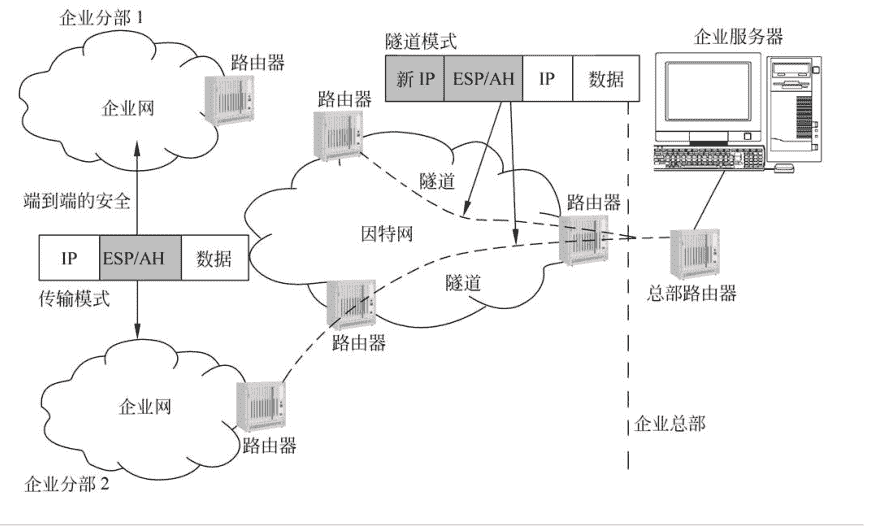 企业分部 1
路由器
企业网
隧道模式
新 IP
ESP/AH
IP
数据
企业服务器
路由器
隧道
路由器
端到端的安全
因特网
IP
ESP/AH
数据
传输模式
隧道
总部路由器
路由器
企业网
路由器
企业总部
企业分部 2